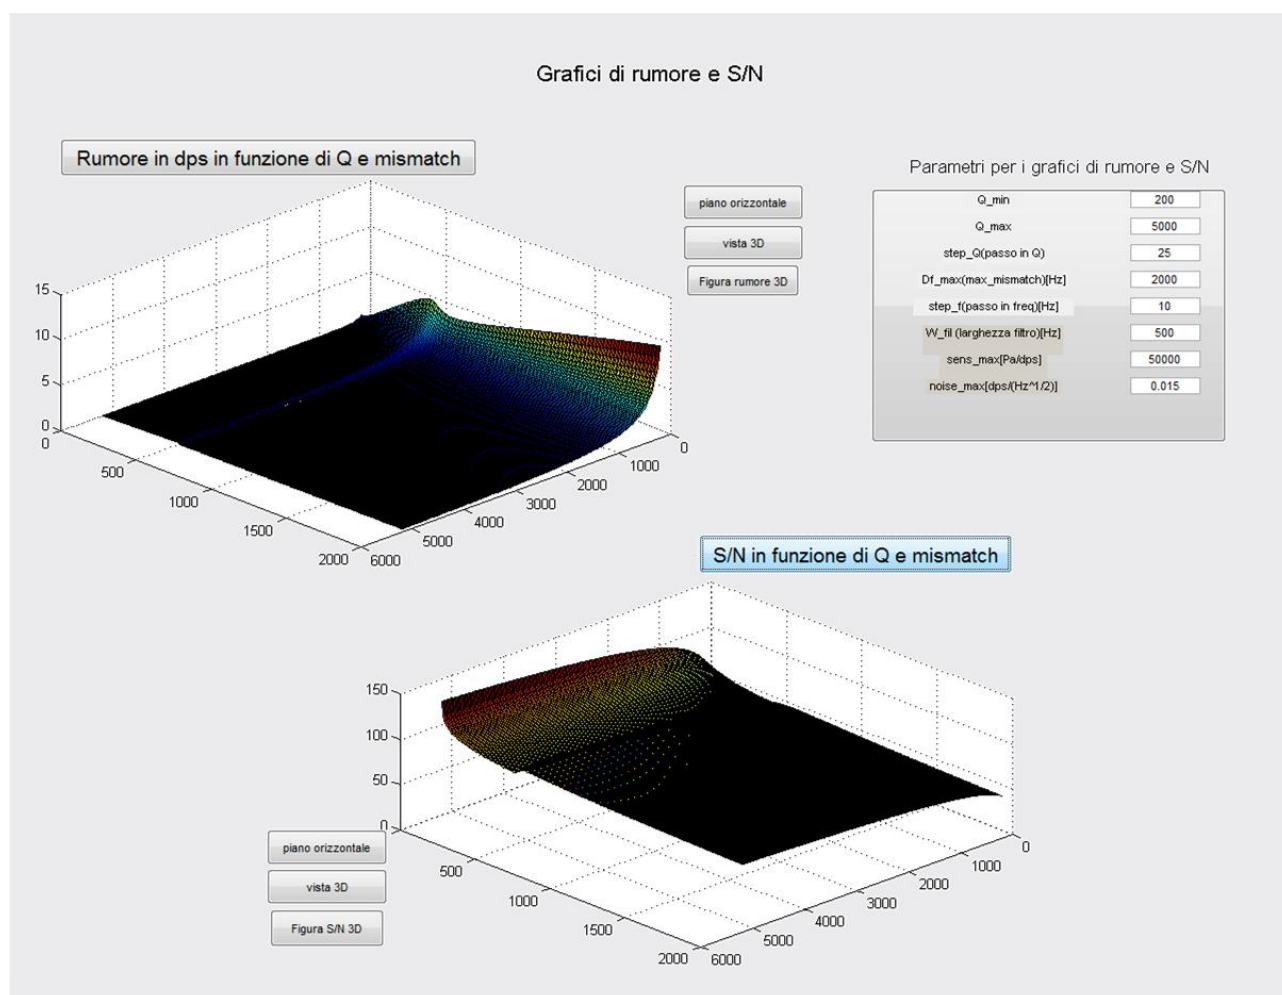 Grafici di rumore e S/N
Rumore in dps in funzione di Q e mismatch
piano orizzontale
vista 3D
Figura rumore 3D
15
10
5
0
0
500
1000
1500
2000
6000
5000
4000
3000
2000
1000
0
Parametri per i grafici di rumore e S/N
Q_min 200
Q_max 5000
step_Q(passo in Q) 25
Df_max(max_mismatch)[Hz] 2000
step_f(passo in freq)[Hz] 10
W_fil (larghezza filtro)[Hz] 500
sens_max[Pa/dps] 50000
noise_max[dps/(Hz^1/2)] 0.015
S/N in funzione di Q e mismatch
150
100
50
0
500
1000
1500
2000
6000
5000
4000
3000
2000
1000
0
piano orizzontale
vista 3D
Figura S/N 3D